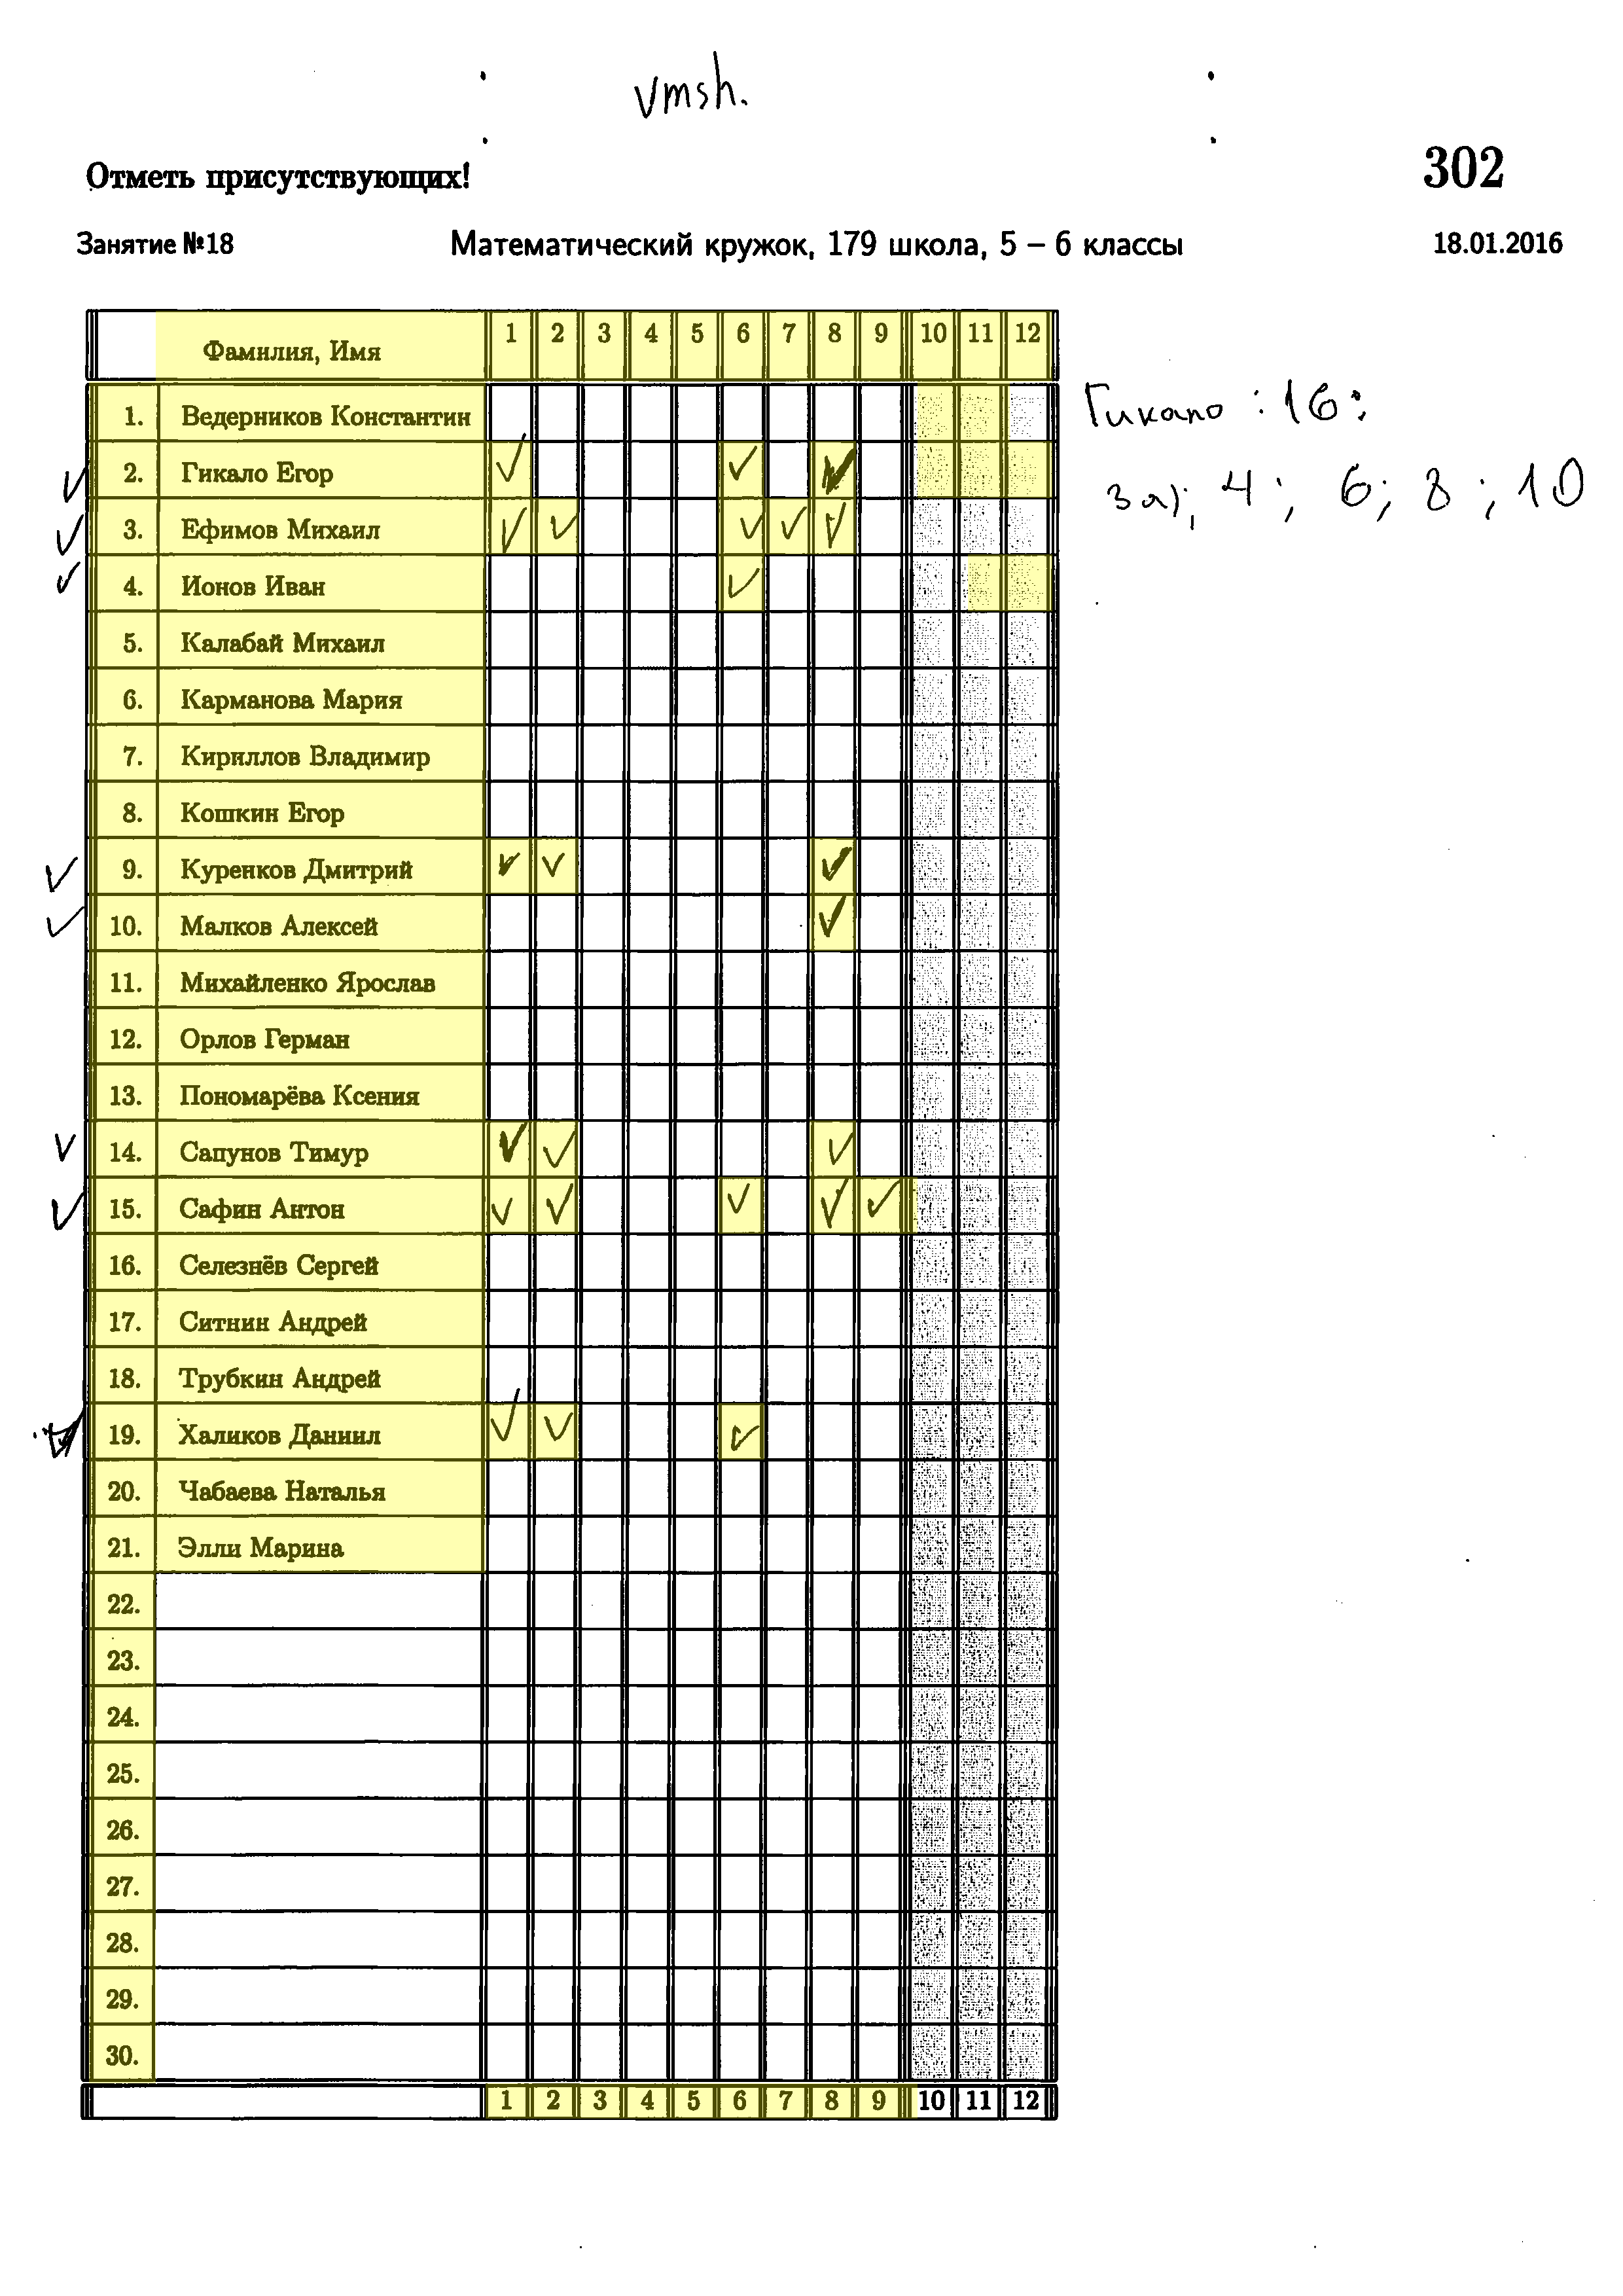 vmsh.
Отметь присутствующих!
302
Занятие №18 Математический кружок, 179 школа, 5 – 6 классы 18.01.2016
Фамилия, Имя 1 2 3 4 5 6 7 8 9 10 11 12
1. Ведерников Константин
Гикало : 16 :
2. Гикало Егор
3а); 4; 6; 8; 10
3. Ефимов Михаил
4. Ионов Иван
5. Калабай Михаил
6. Карманова Мария
7. Кириллов Владимир
8. Кошкин Егор
9. Куренков Дмитрий
10. Малков Алексей
11. Михайленко Ярослав
12. Орлов Герман
13. Пономарёва Ксения
14. Сапунов Тимур
15. Сафин Антон
16. Селезнёв Сергей
17. Ситнин Андрей
18. Трубкин Андрей
19. Халиков Даниил
20. Чабаева Наталья
21. Элли Марина
22.
23.
24.
25.
26.
27.
28.
29.
30.
1 2 3 4 5 6 7 8 9 10 11 12